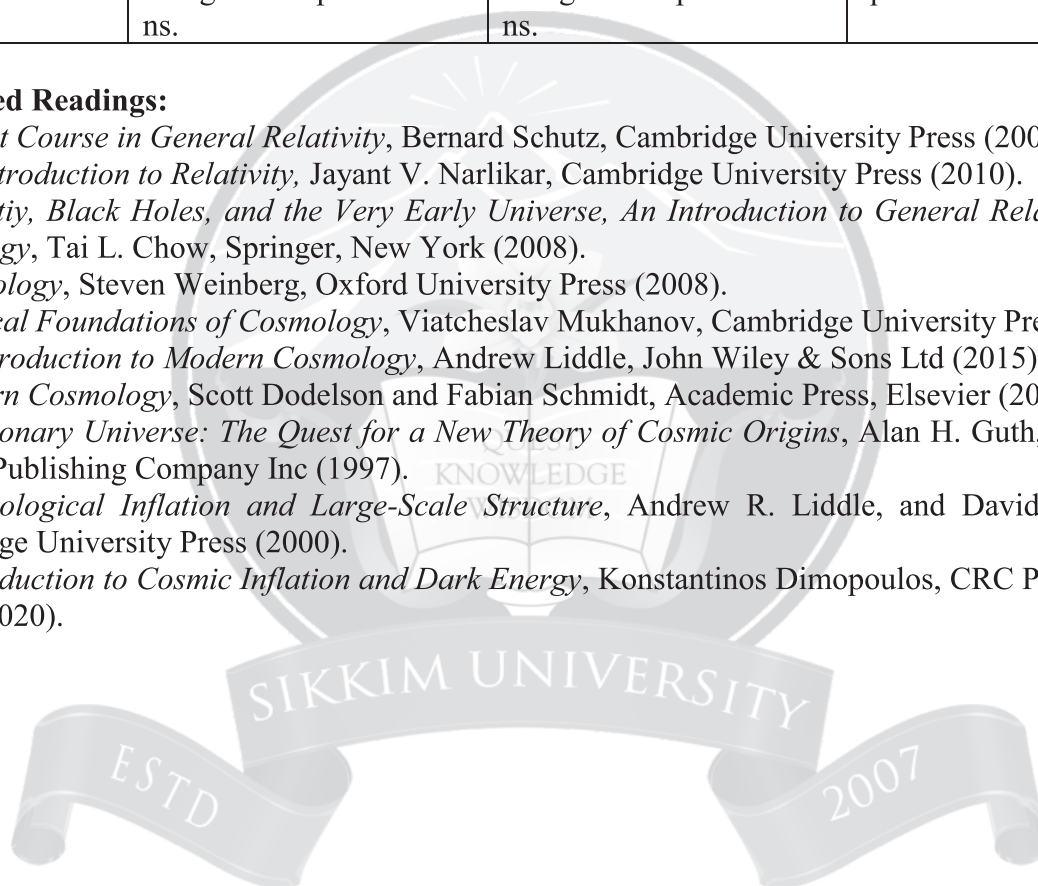 ns. ns.
ed Readings:
t Course in General Relativity, Bernard Schutz, Cambridge University Press (200
troduction to Relativity, Jayant V. Narlikar, Cambridge University Press (2010).
tiy, Black Holes, and the Very Early Universe, An Introduction to General Rela
gy, Tai L. Chow, Springer, New York (2008).
ology, Steven Weinberg, Oxford University Press (2008).
cal Foundations of Cosmology, Viatcheslav Mukhanov, Cambridge University Pre
roduction to Modern Cosmology, Andrew Liddle, John Wiley & Sons Ltd (2015)
rn Cosmology, Scott Dodelson and Fabian Schmidt, Academic Press, Elsevier (20
onary Universe: The Quest for a New Theory of Cosmic Origins, Alan H. Guth,
Publishing Company Inc (1997).
ological Inflation and Large-Scale Structure, Andrew R. Liddle, and David
ge University Press (2000).
duction to Cosmic Inflation and Dark Energy, Konstantinos Dimopoulos, CRC P
020).
QUEST
KNOWLEDGE
WISDOM
SIKKIM UNIVERSITY
ESTD 2007